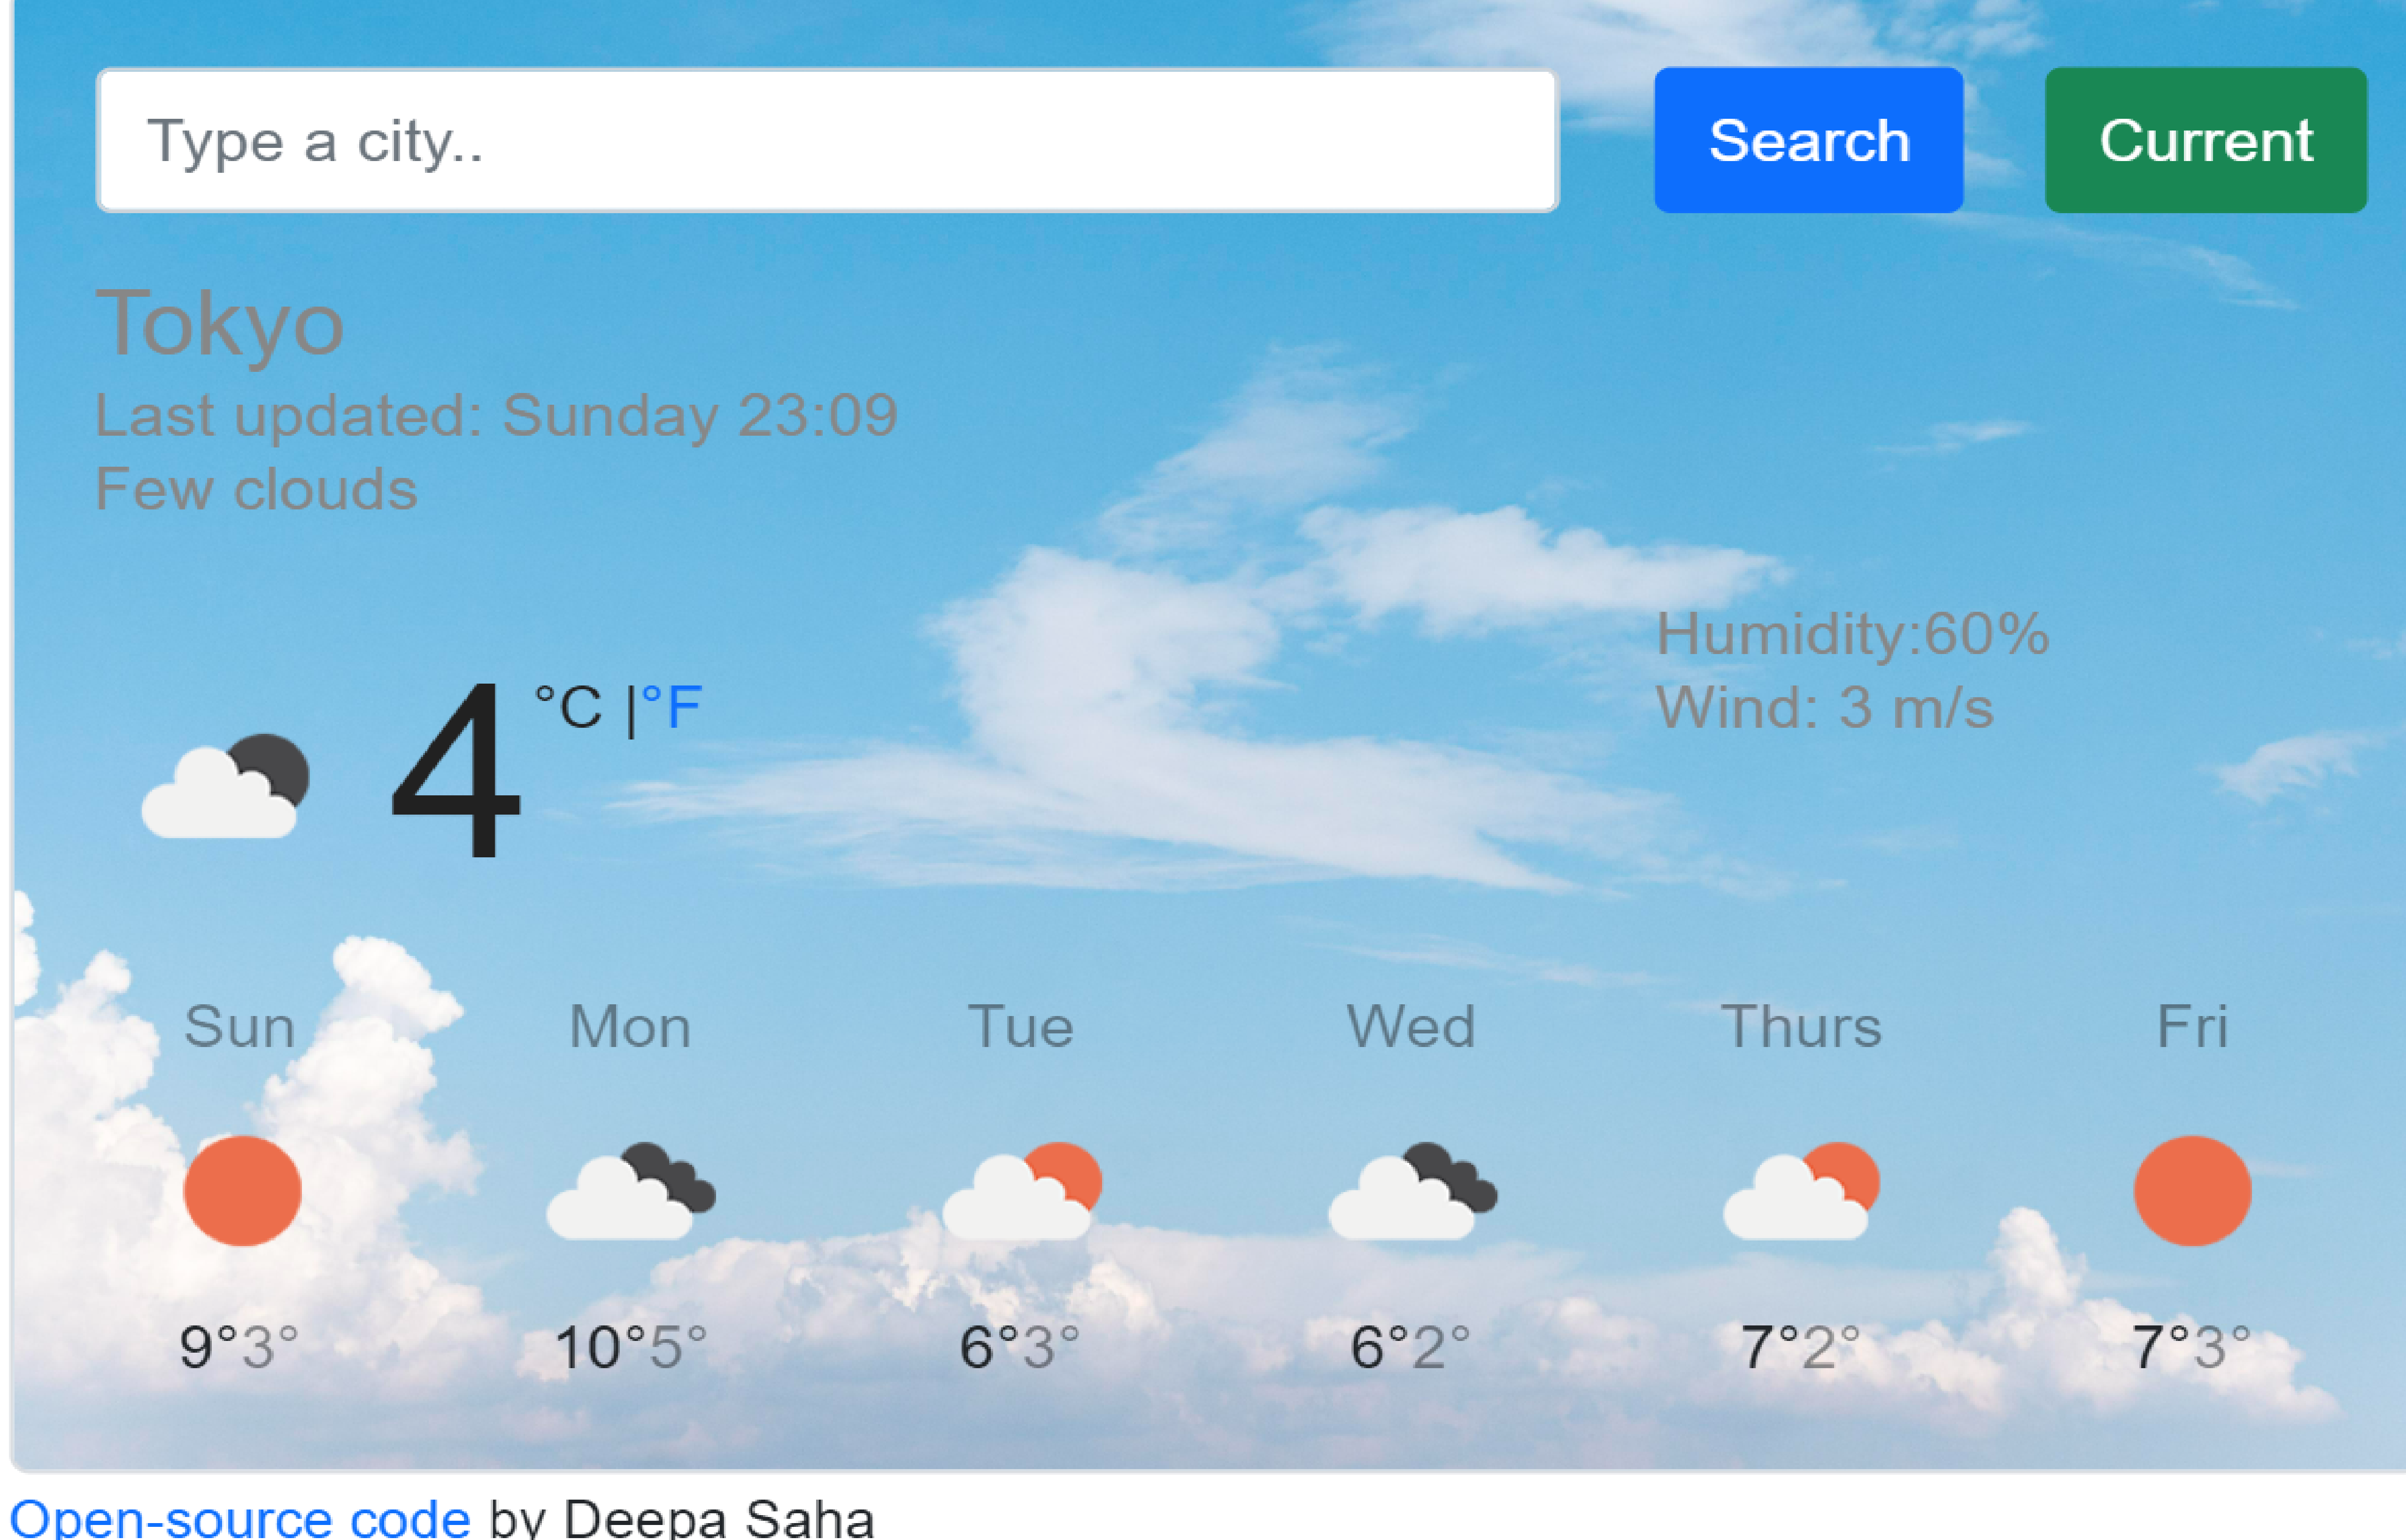 Type a city..
Search
Current
Tokyo
Last updated: Sunday 23:09
Few clouds
Humidity:60%
Wind: 3 m/s
4 °C |°F
Sun Mon Tue Wed Thurs Fri
9°3° 10°5° 6°3° 6°2° 7°2° 7°3°
Open-source code by Deepa Saha